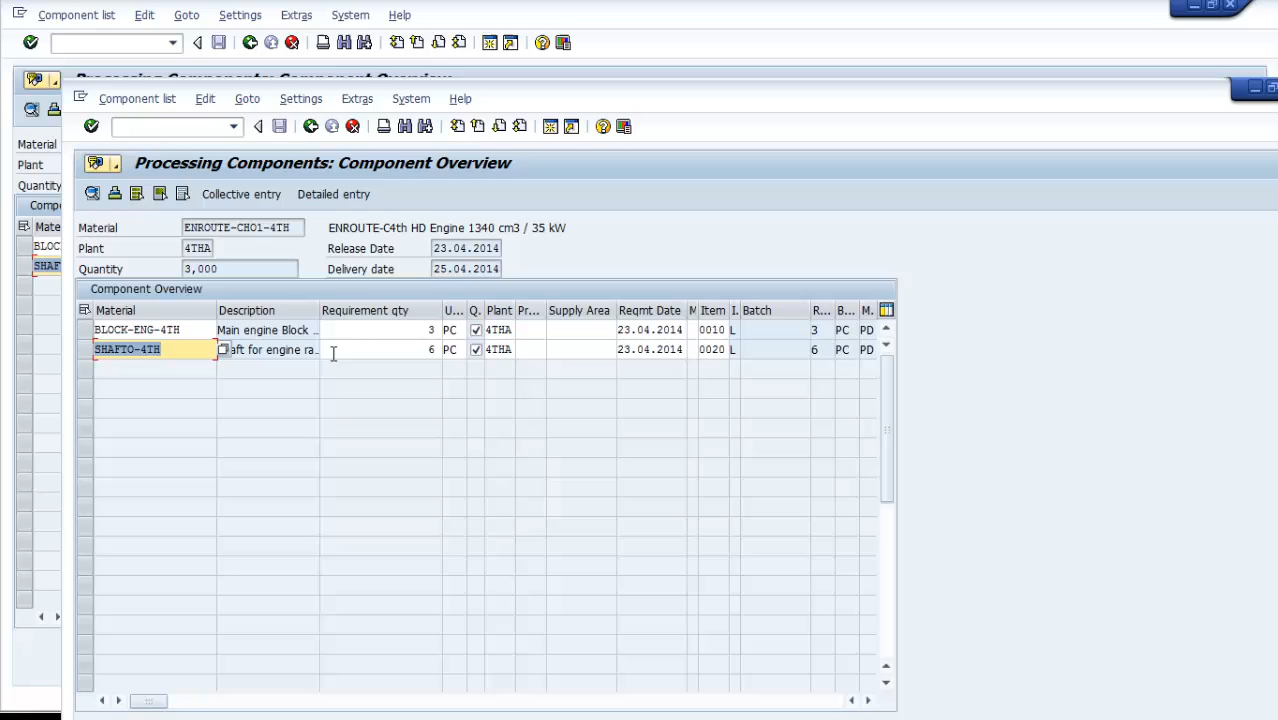 Component list Edit Goto Settings Extras System Help
Material
Plant
Quantity
Compo
Mate
BLOC
SHAF
Component list Edit Goto Settings Extras System Help
Processing Components: Component Overview
Collective entry Detailed entry
Material ENROUTE-CHO1-4TH ENROUTE-C4th HD Engine 1340 cm3 / 35 kW
Plant 4THA Release Date 23.04.2014
Quantity 3,000 Delivery date 25.04.2014
Component Overview
Material Description Requirement qty U... Q. Plant Pr... Supply Area Reqmt Date M Item I. Batch R... B... M.
BLOCK-ENG-4TH Main engine Block .. 3 PC 4THA 23.04.2014 0010 L 3 PC PD
SHAFTO-4TH aft for engine ra.. 6 PC 4THA 23.04.2014 0020 L 6 PC PD